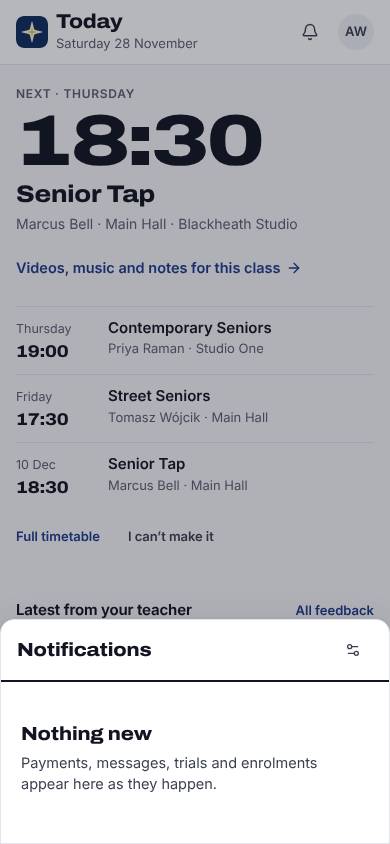 Today
Saturday 28 November
AW
NEXT · THURSDAY
18:30
Senior Tap
Marcus Bell · Main Hall · Blackheath Studio
Videos, music and notes for this class →
Thursday
19:00
Contemporary Seniors
Priya Raman · Studio One
Friday
17:30
Street Seniors
Tomasz Wójcik · Main Hall
10 Dec
18:30
Senior Tap
Marcus Bell · Main Hall
Full timetable
I can't make it
Latest from your teacher
All feedback
Notifications
Nothing new
Payments, messages, trials and enrolments
appear here as they happen.